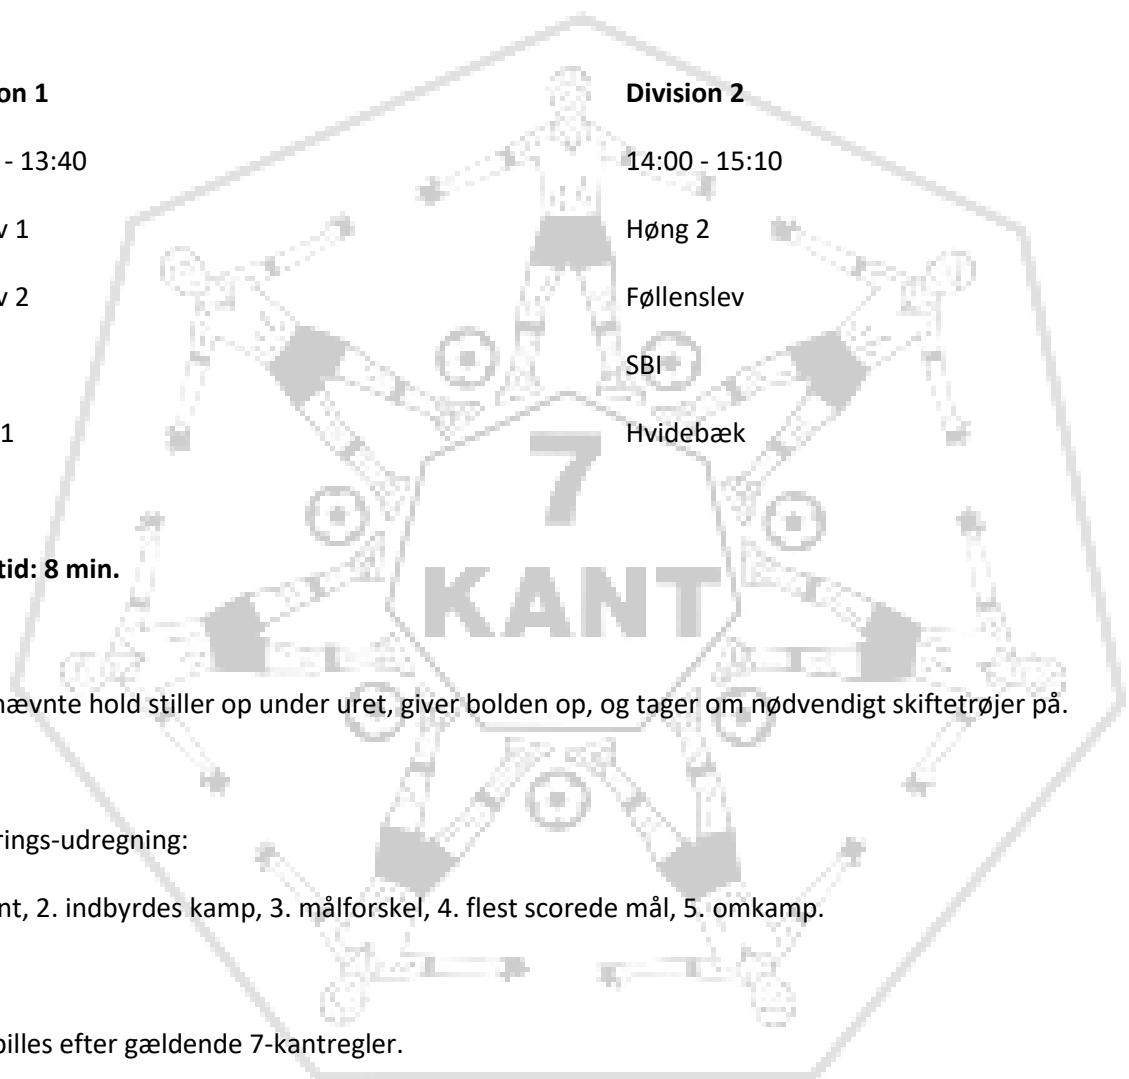 on 1 Division 2
- 13:40 14:00 - 15:10
v 1 Høng 2
v 2 Føllenslev
SBI
1 Hvidebæk
7
KANT
tid: 8 min.
nævnte hold stiller op under uret, giver bolden op, og tager om nødvendigt skiftetrøjer på.
rings-udregning:
nt, 2. indbyrdes kamp, 3. målforskel, 4. flest scorede mål, 5. omkamp.
pilles efter gældende 7-kantregler.